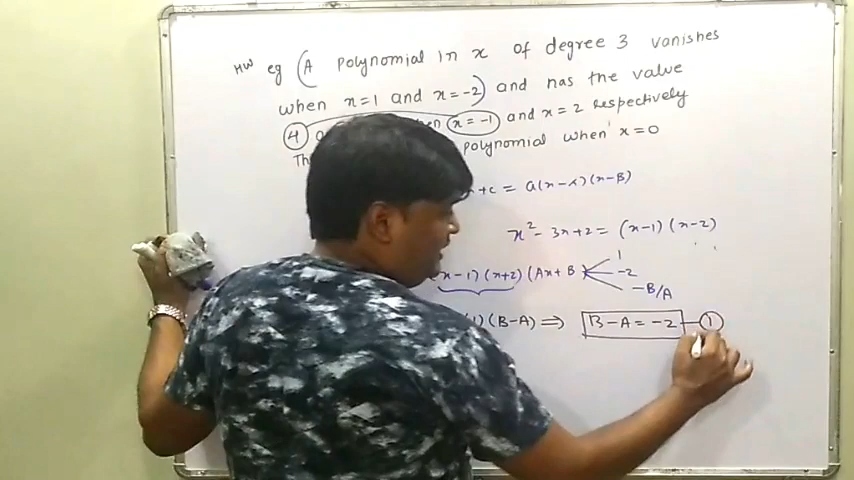 HW eg (A polynomial in x of degree 3 vanishes
when x=1 and x=-2) and has the value
4 x=-1 and x=2 respectively
polynomial when x=0
+c = a(x-α)(x-β)
x²-3x+2=(x-1)(x-2)
x-1)(x+2)(Ax+B 1
-2
-B/A
)(B-A) ⇒ B-A=-2 — 1